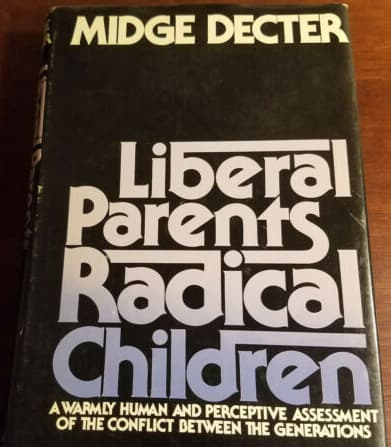 MIDGE DECTER
Liberal
Parents
Radical
Children
A WARMLY HUMAN AND PERCEPTIVE ASSESSMENT
OF THE CONFLICT BETWEEN THE GENERATIONS